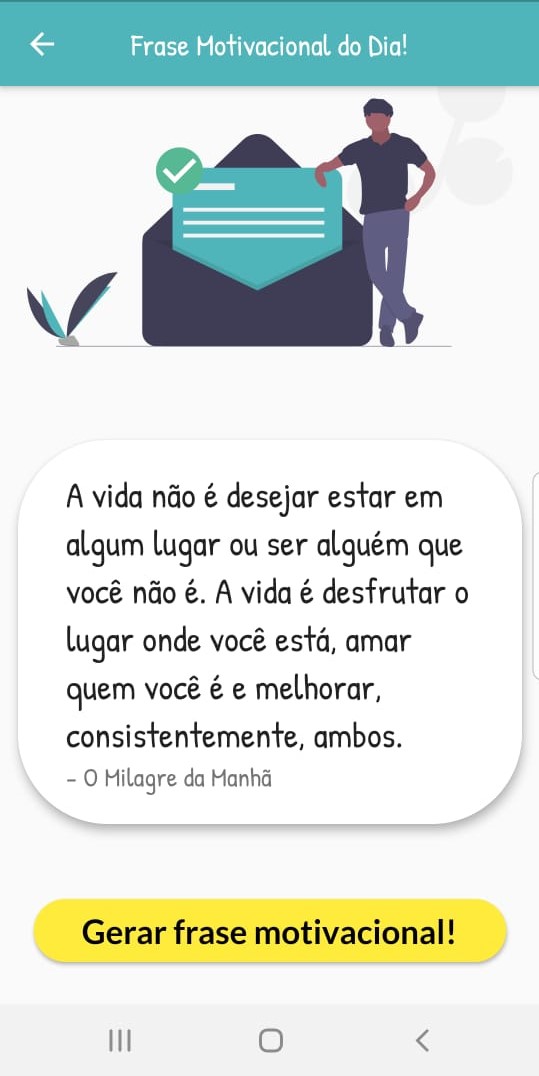 Frase Motivacional do Dia!
A vida não é desejar estar em
algum lugar ou ser alguém que
você não é. A vida é desfrutar o
lugar onde você está, amar
quem você é e melhorar,
consistentemente, ambos.
- O Milagre da Manhã
Gerar frase motivacional!